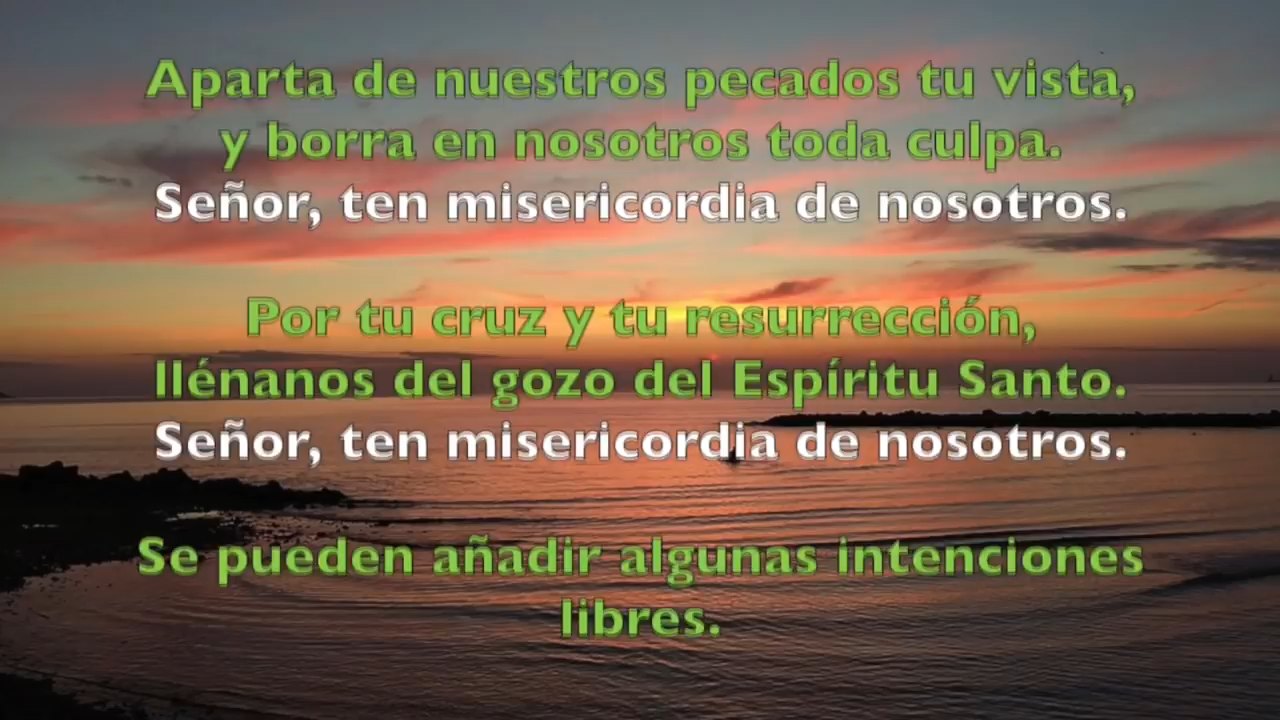 Aparta de nuestros pecados tu vista,
y borra en nosotros toda culpa.
Señor, ten misericordia de nosotros.
Por tu cruz y tu resurrección,
llénanos del gozo del Espíritu Santo.
Señor, ten misericordia de nosotros.
Se pueden añadir algunas intenciones
libres.